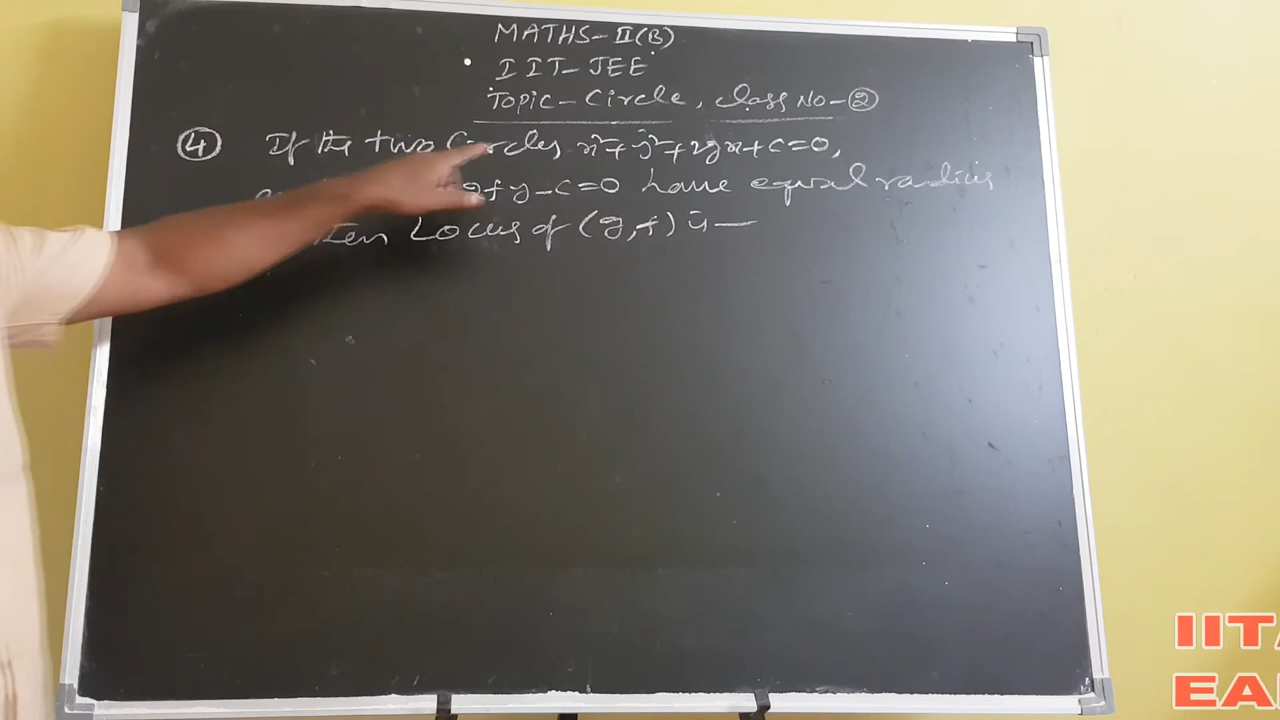 MATHS-II(B)
IIT-JEE
Topic-Circle, class No-②
④ If the two Circles x²+y²+2gx+c=0,
y-c=0 have equal radius
Locus of (g,f) is —
IIT
EA